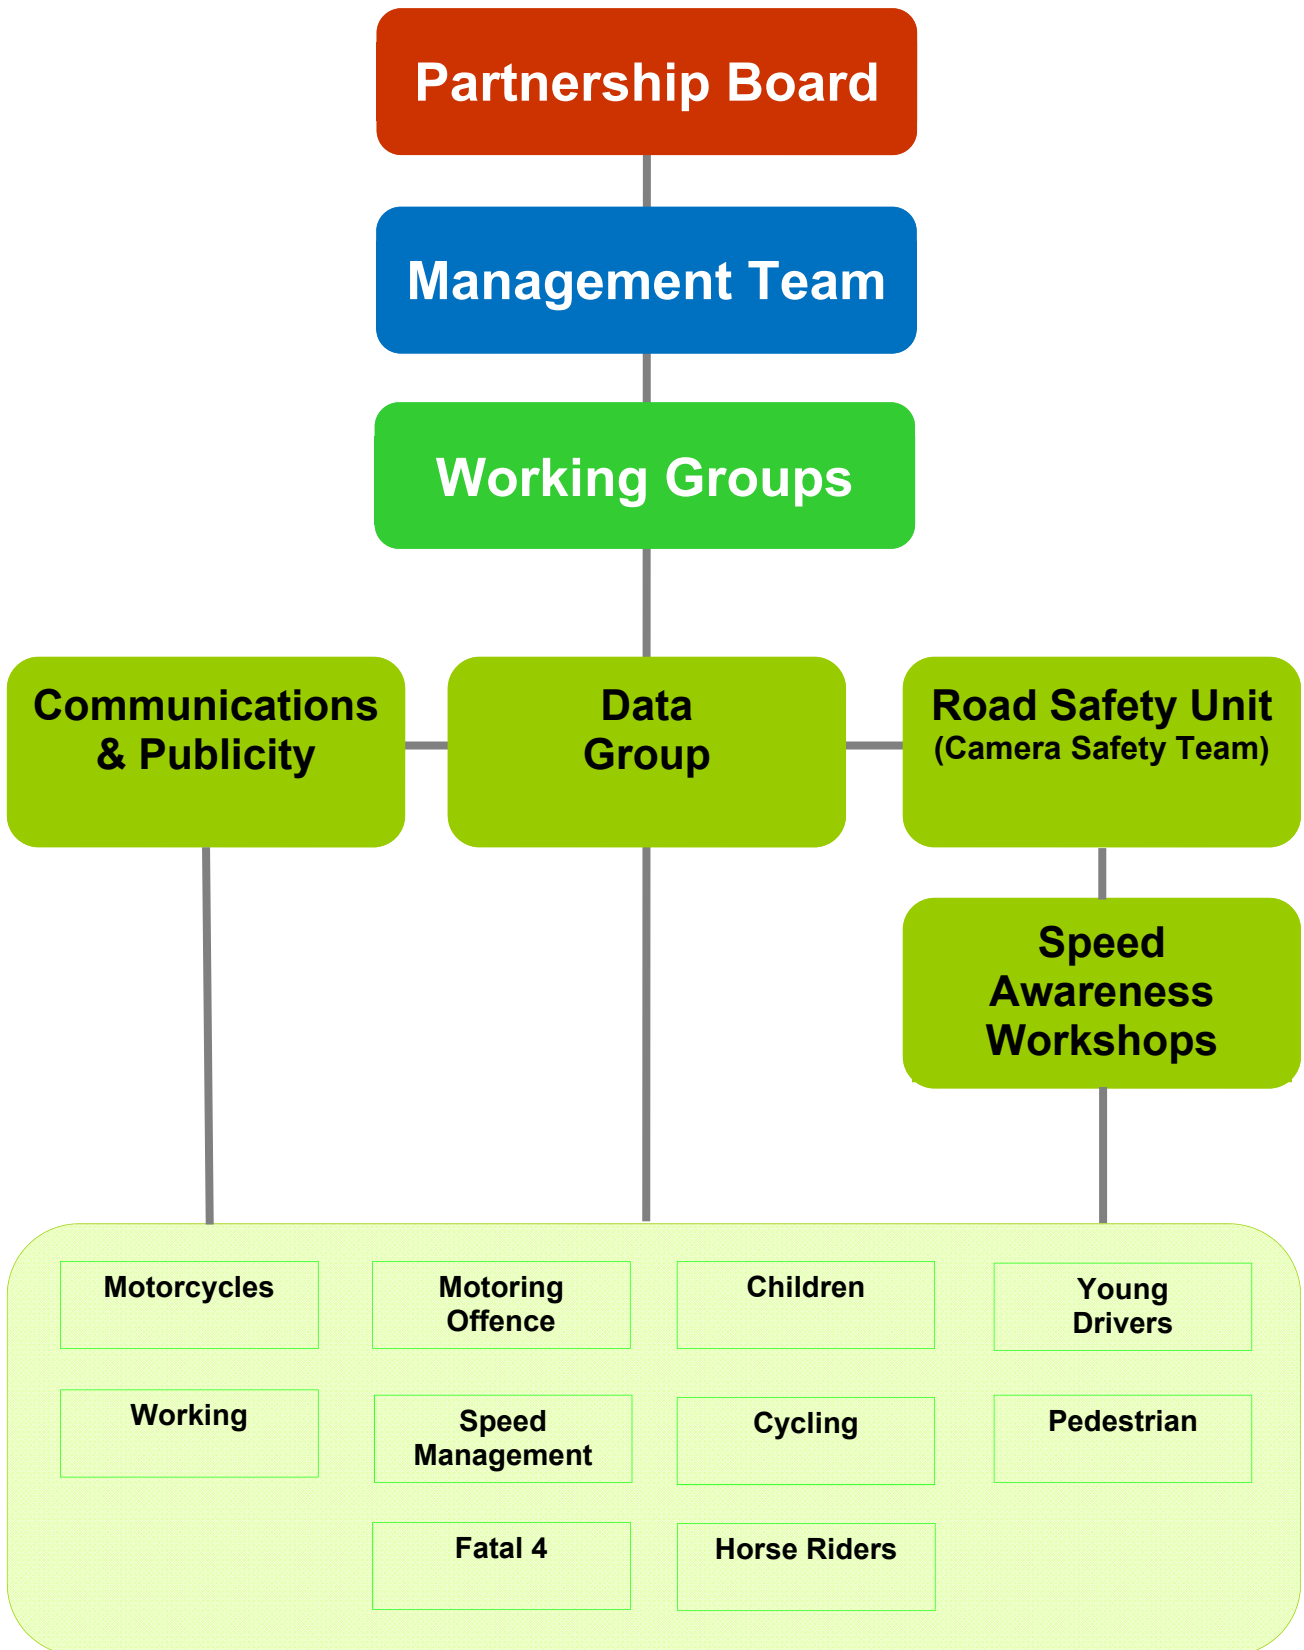 Partnership Board
Management Team
Working Groups
Communications
& Publicity
Data
Group
Road Safety Unit
(Camera Safety Team)
Speed
Awareness
Workshops
Motorcycles
Motoring
Offence
Children
Young
Drivers
Working
Speed
Management
Cycling
Pedestrian
Fatal 4
Horse Riders